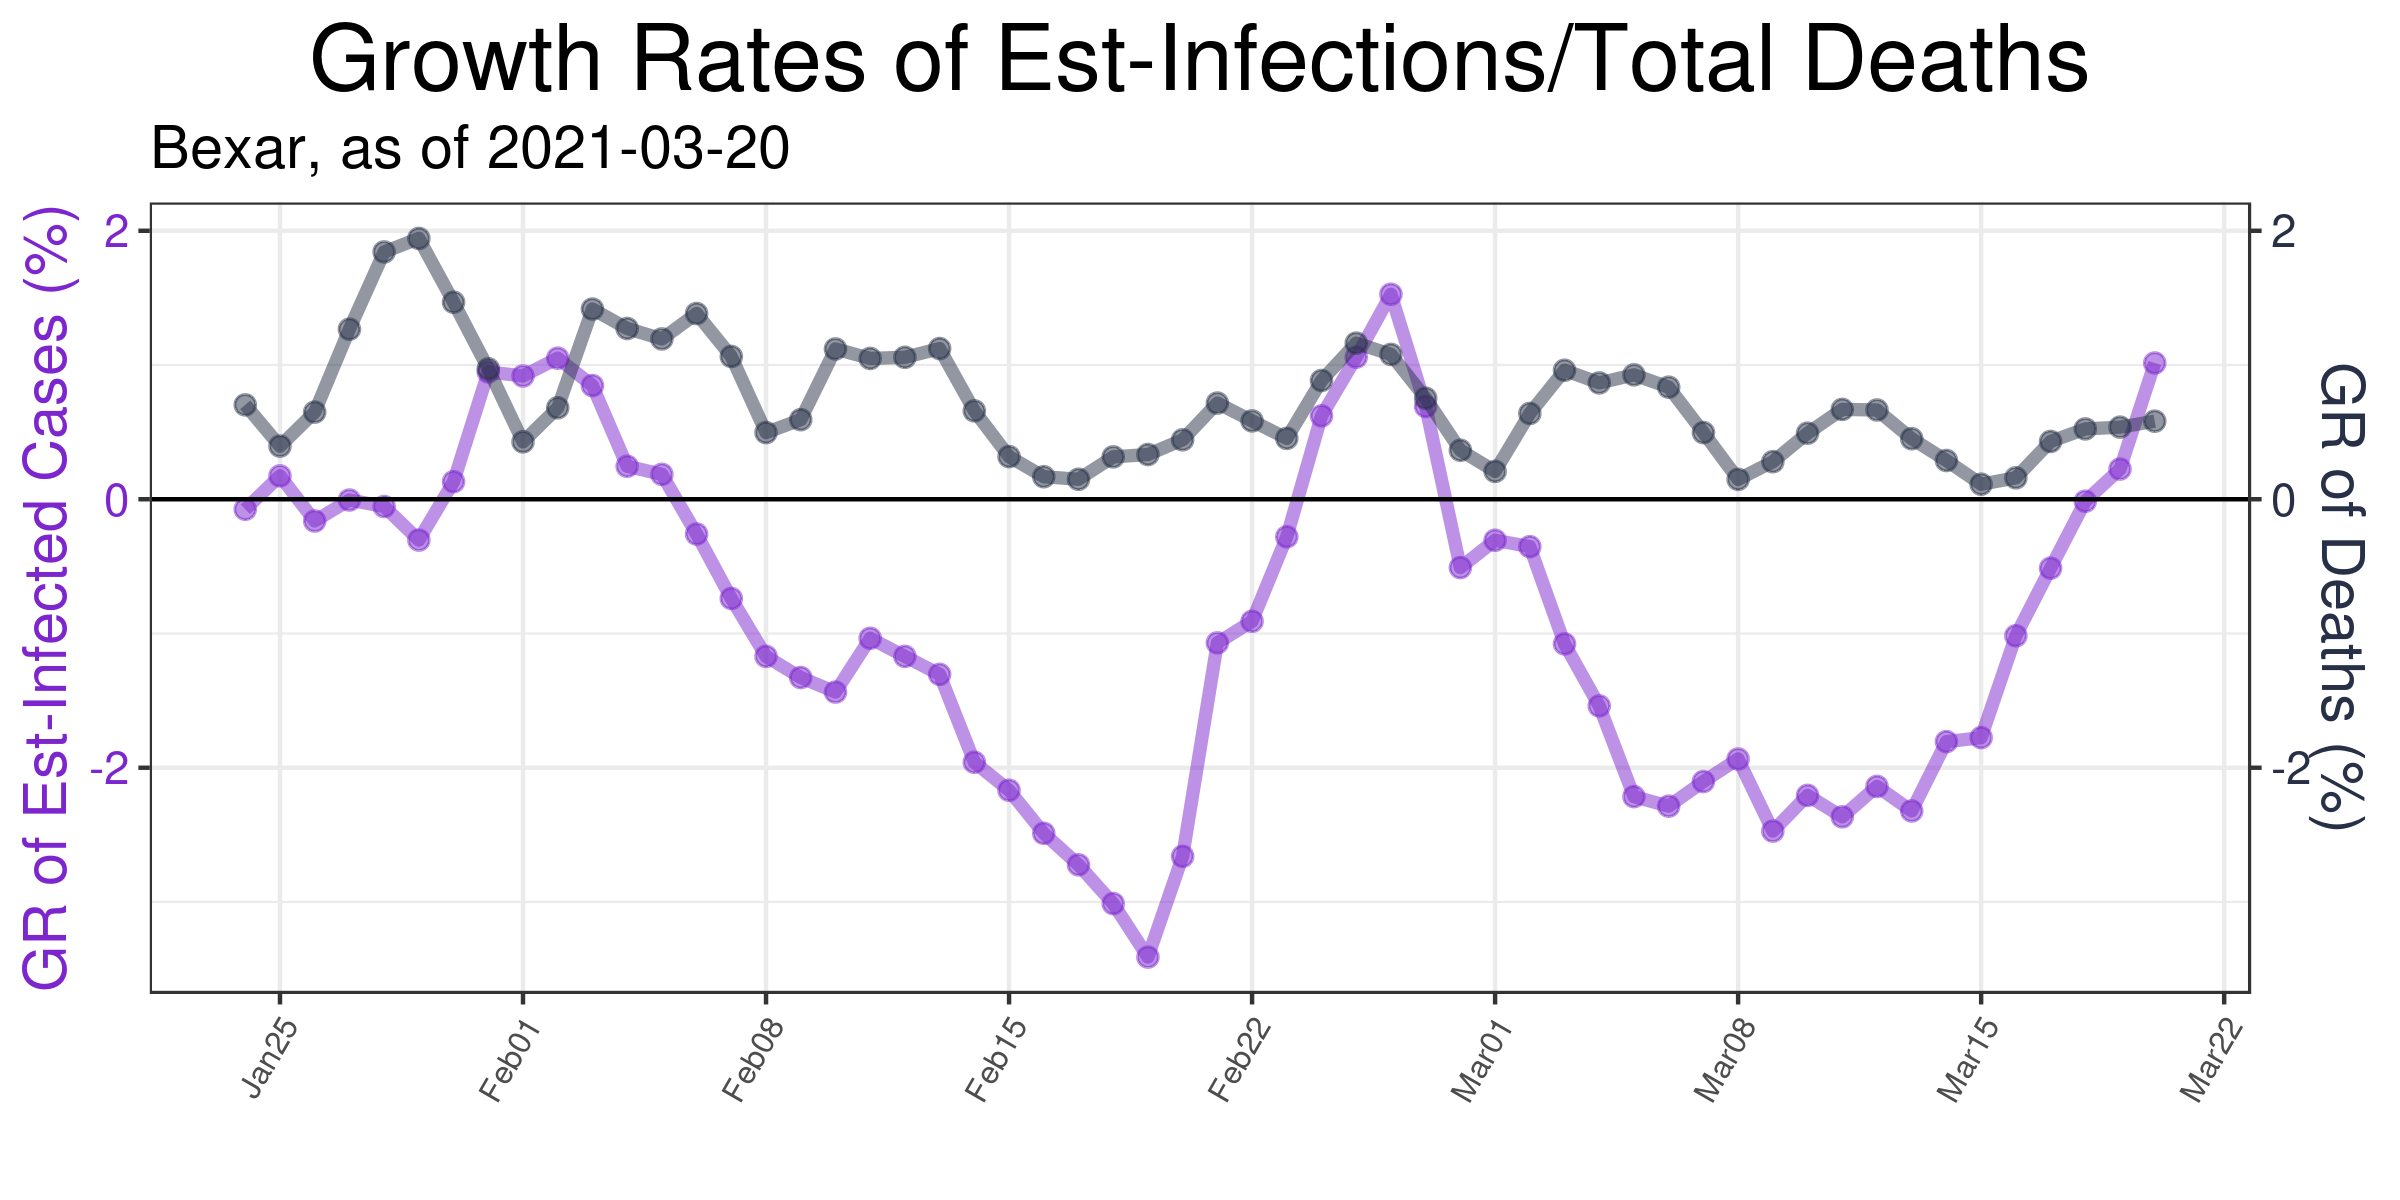 Growth Rates of Est-Infections/Total Deaths
Bexar, as of 2021-03-20
GR of Est-Infected Cases (%)
2
0
-2
2
0
-2
GR of Deaths (%)
Jan25
Feb01
Feb08
Feb15
Feb22
Mar01
Mar08
Mar15
Mar22